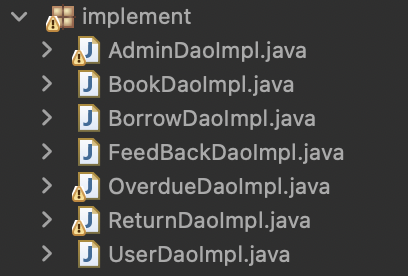 implement
AdminDaoImpl.java
BookDaoImpl.java
BorrowDaoImpl.java
FeedBackDaoImpl.java
OverdueDaoImpl.java
ReturnDaoImpl.java
UserDaoImpl.java